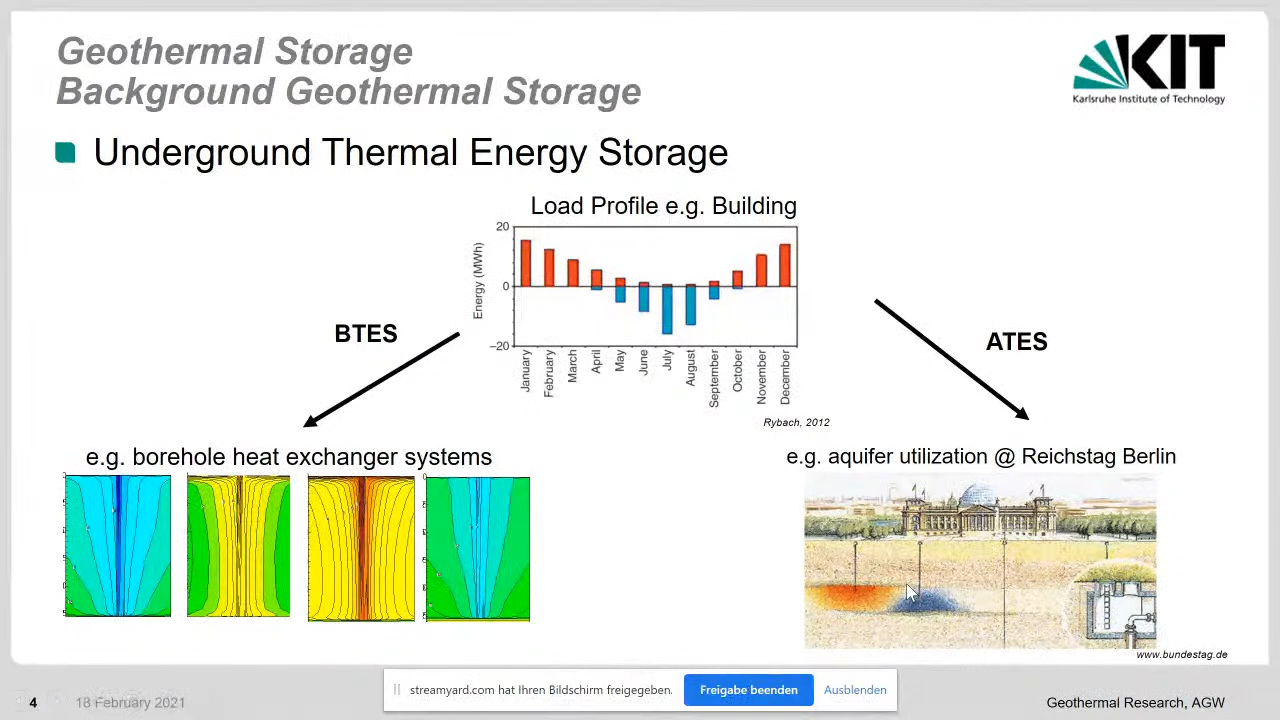 Geothermal Storage
Background Geothermal Storage
KIT
Karlsruhe Institute of Technology
Underground Thermal Energy Storage
Load Profile e.g. Building
20
0
−20
Energy (MWh)
January
February
March
April
May
June
July
August
September
October
November
December
Rybach, 2012
BTES
ATES
e.g. borehole heat exchanger systems
e.g. aquifer utilization @ Reichstag Berlin
www.bundestag.de
streamyard.com hat Ihren Bildschirm freigegeben.
Freigabe beenden
Ausblenden
4
18 February 2021
Geothermal Research, AGW